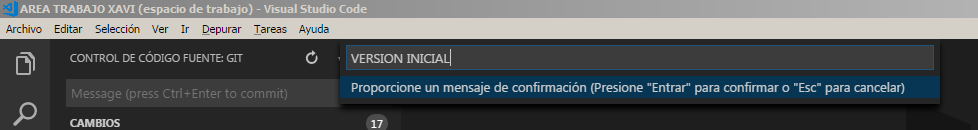 AREA TRABAJO XAVI (espacio de trabajo) - Visual Studio Code
Archivo Editar Selección Ver Ir Depurar Tareas Ayuda
CONTROL DE CÓDIGO FUENTE: GIT
VERSION INICIAL
Message (press Ctrl+Enter to commit)
Proporcione un mensaje de confirmación (Presione "Entrar" para confirmar o "Esc" para cancelar)
CAMBIOS 17